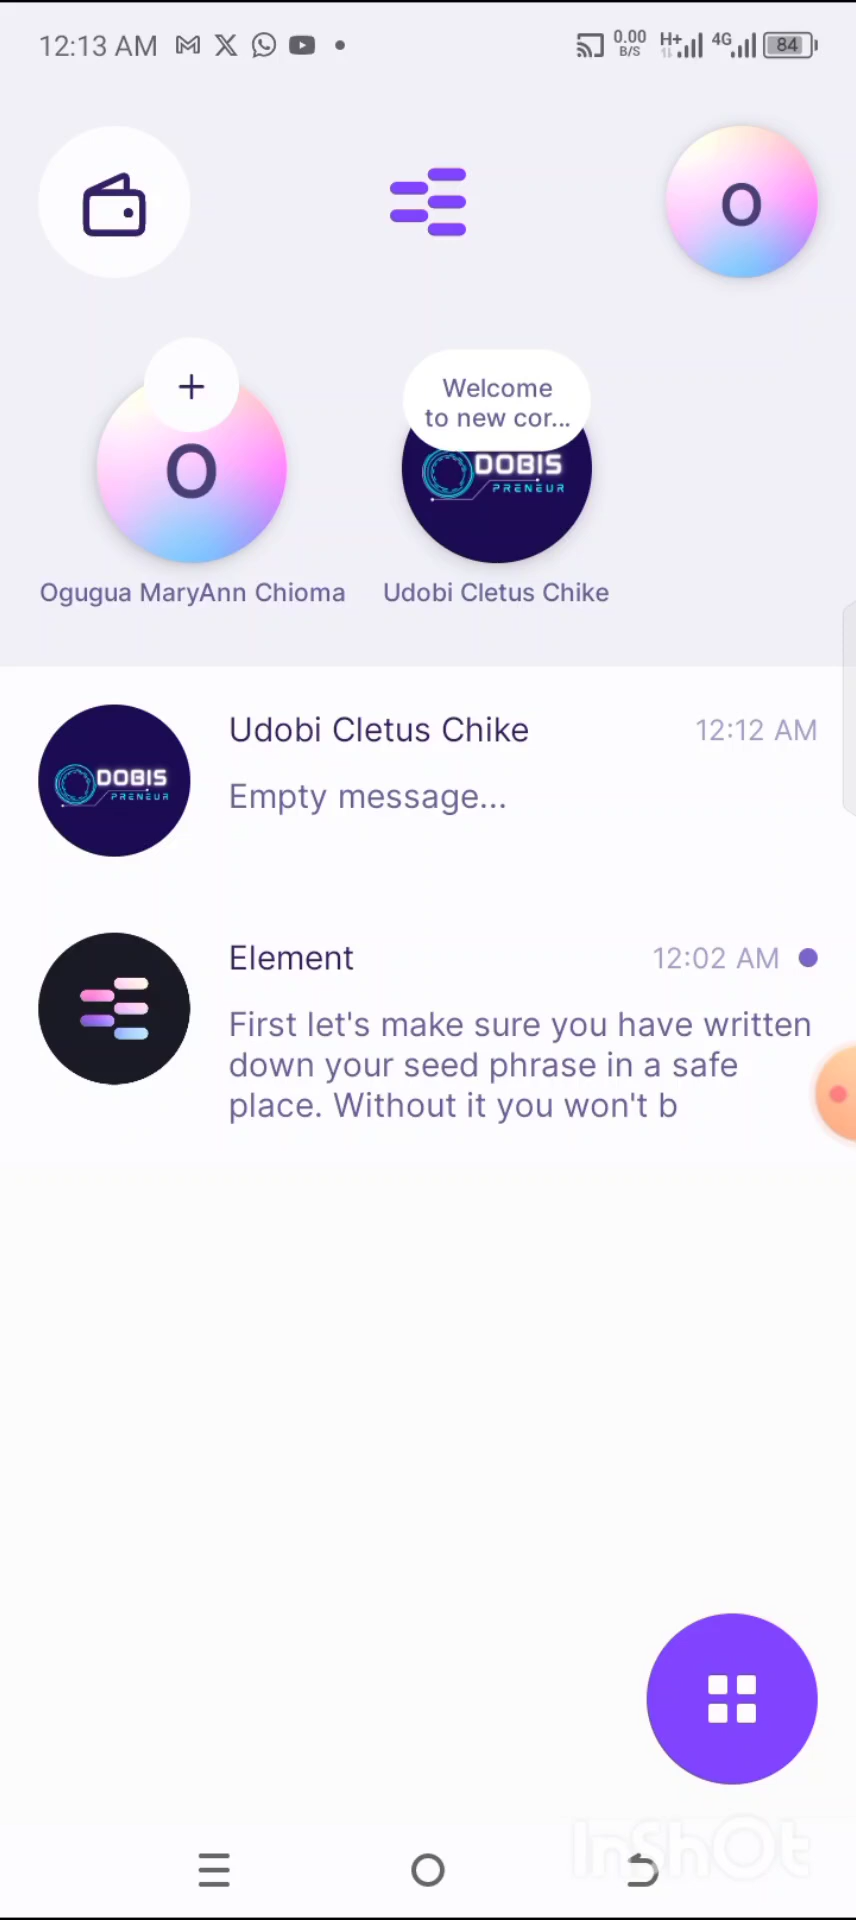 12:13 AM
0.00
B/S
H+
4G
84
O
+
O
Welcome
to new cor...
DOBIS
PRENEUR
Ogugua MaryAnn Chioma
Udobi Cletus Chike
Udobi Cletus Chike
12:12 AM
DOBIS
PRENEUR
Empty message...
Element
12:02 AM
First let's make sure you have written
down your seed phrase in a safe
place. Without it you won't b
InShOt